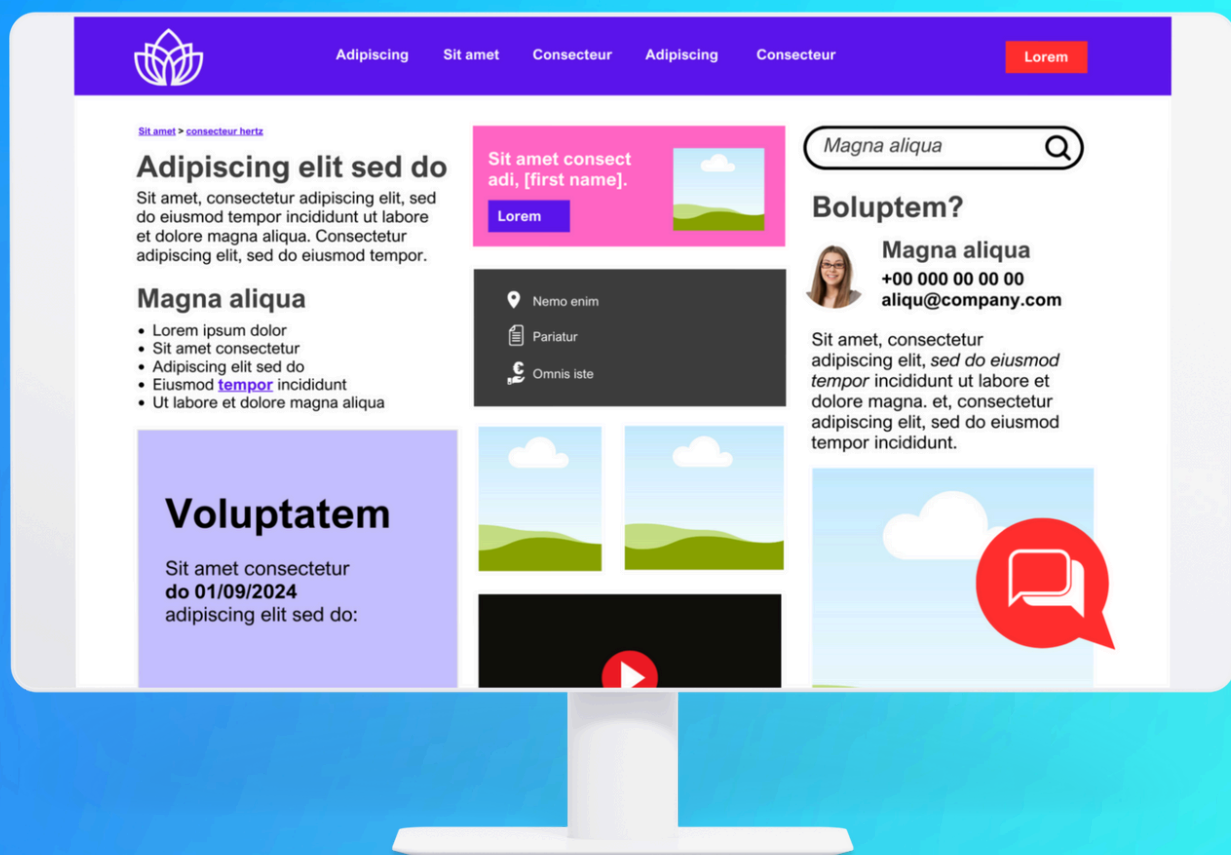 Adipiscing
Sit amet
Consecteur
Adipiscing
Consecteur
Lorem
Sit amet > consecteur hertz
Adipiscing elit sed do
Sit amet, consectetur adipiscing elit, sed
do eiusmod tempor incididunt ut labore
et dolore magna aliqua. Consectetur
adipiscing elit, sed do eiusmod tempor.
Magna aliqua
• Lorem ipsum dolor
• Sit amet consectetur
• Adipiscing elit sed do
• Eiusmod tempor incididunt
• Ut labore et dolore magna aliqua
Voluptatem
Sit amet consectetur
do 01/09/2024
adipiscing elit sed do:
Sit amet consect
adi, [first name].
Lorem
Nemo enim
Pariatur
Omnis iste
Magna aliqua
Boluptem?
Magna aliqua
+00 000 00 00 00
aliqu@company.com
Sit amet, consectetur
adipiscing elit, sed do eiusmod
tempor incididunt ut labore et
dolore magna. et, consectetur
adipiscing elit, sed do eiusmod
tempor incididunt.